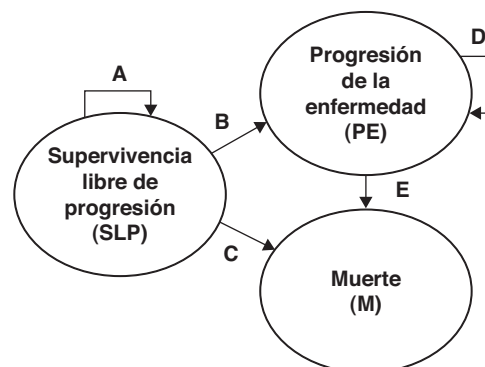 A
Supervivencia
libre de
progresión
(SLP)
B
C
Progresión
de la
enfermedad
(PE)
D
E
Muerte
(M)